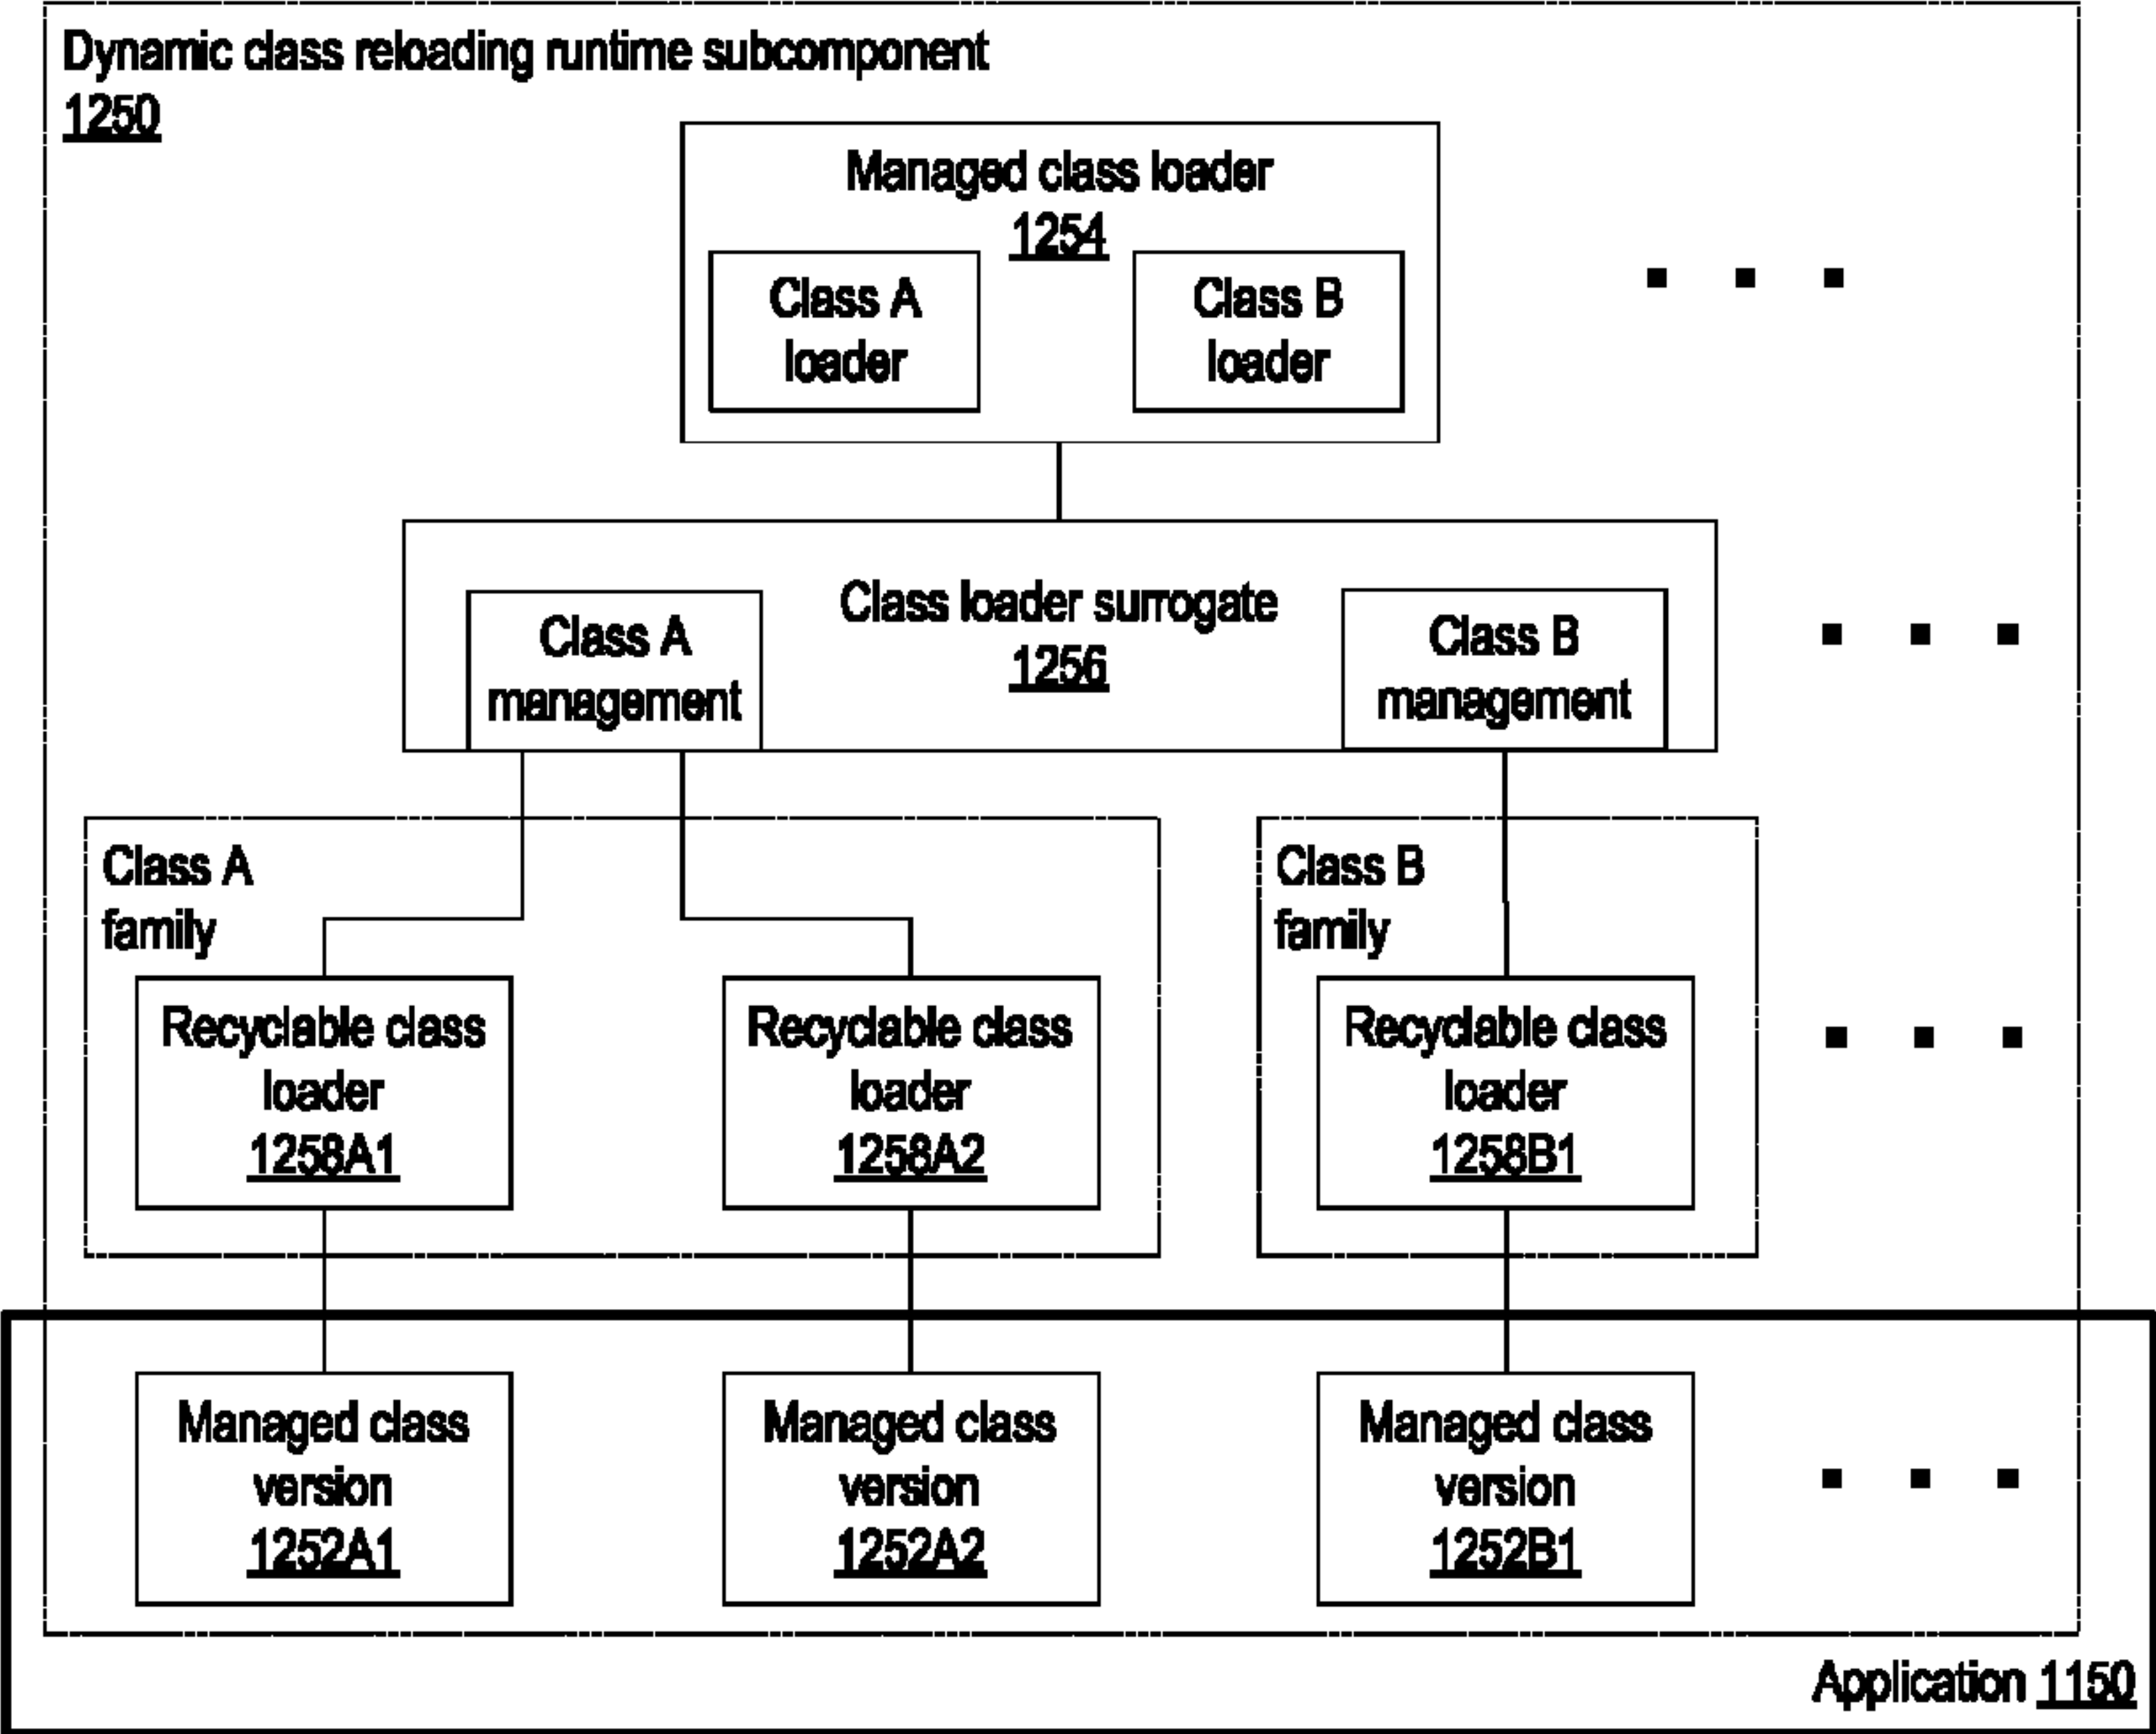 Dynamic class reloading runtime subcomponent
1250
Managed class loader
1254
Class A
loader
Class B
loader
Class loader surrogate
1256
Class A
management
Class B
management
Class A
family
Class B
family
Recyclable class
loader
1258A1
Recyclable class
loader
1258A2
Recyclable class
loader
1258B1
Managed class
version
1252A1
Managed class
version
1252A2
Managed class
version
1252B1
Application 1150